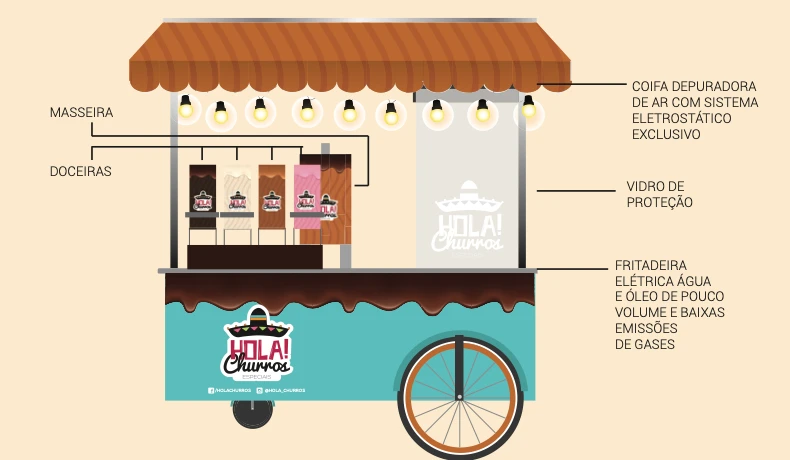 MASSEIRA
DOCEIRAS
COIFA DEPURADORA
DE AR COM SISTEMA
ELETROSTÁTICO
EXCLUSIVO
VIDRO DE
PROTEÇÃO
FRITADEIRA
ELÉTRICA ÁGUA
E ÓLEO DE POUCO
VOLUME E BAIXAS
EMISSÕES
DE GASES
HOLA!
Churros
HOLA!
Churros
ESPECIAIS
/HOLACHURROS @HOLA_CHURROS